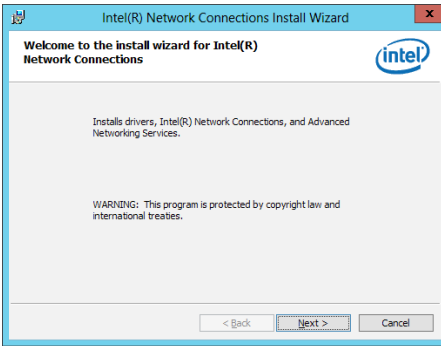 Intel(R) Network Connections Install Wizard
x
Welcome to the install wizard for Intel(R)
Network Connections
intel
Installs drivers, Intel(R) Network Connections, and Advanced
Networking Services.
WARNING: This program is protected by copyright law and
international treaties.
< Back
Next >
Cancel